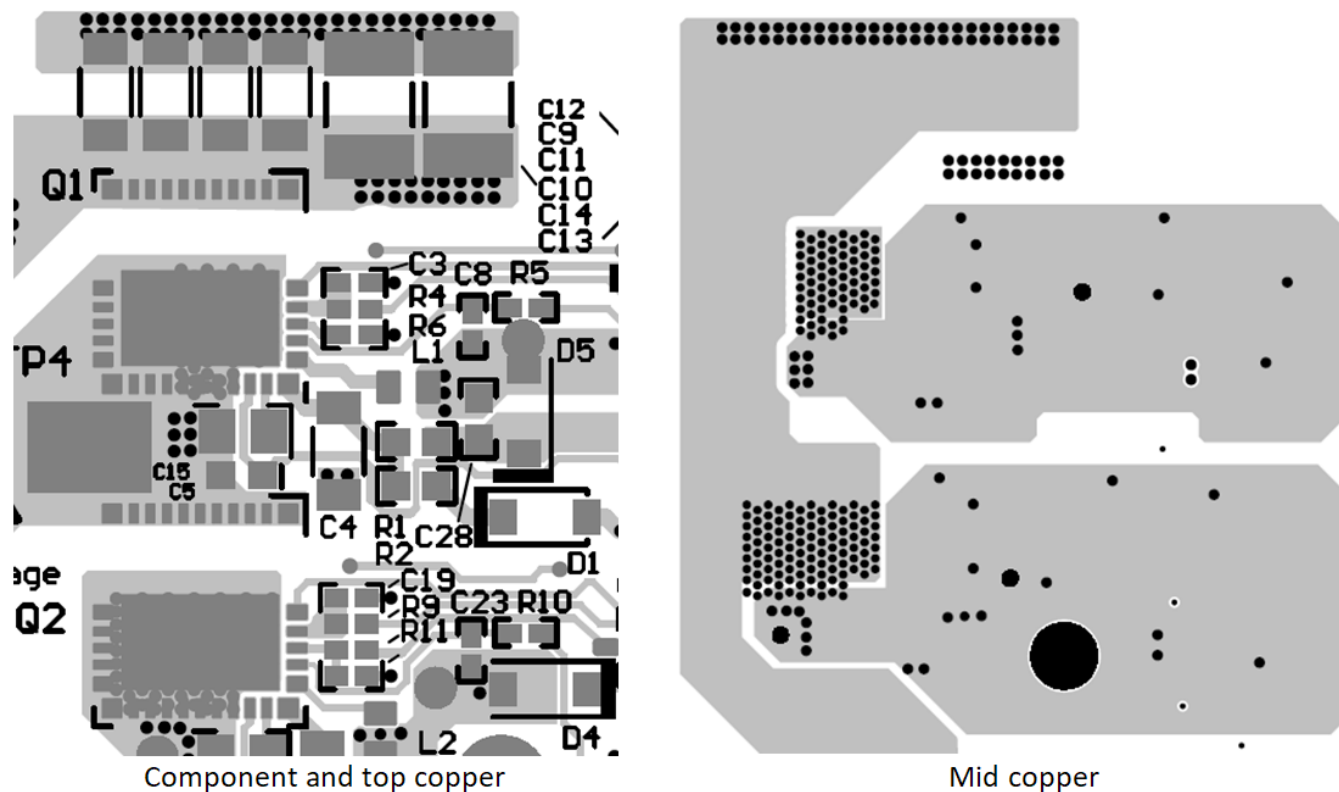 C12
C9
C11
C10
C14
C13
Q1
C3
C8 R5
R4
R6
L1 D5
TP4
C15
C5
C4 R1 C28
R2 D1
age
Q2
C19
R9 C23 R10
R11
L2 D4
Component and top copper
Mid copper